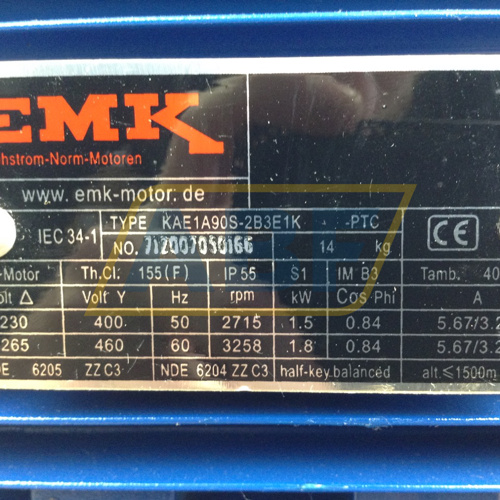 EMK
hstrom-Norm-Motoren
www. emk-motor. de
IEC 34-1 TYPE KAE1A90S-2B3E1K - -PTC
NO. 712007050166 14 kg
-Motor Th.Cl: 155 (F) IP 55 S1 IM B3 Tamb. 40
olt Δ Volt Y Hz rpm kW Cos Phi A
230 400 50 2715 1.5 0.84 5.67/3.2
265 460 60 3258 1.8 0.84 5.67/3.2
DE 6205 ZZ C3 NDE 6204 ZZ C3 half-key balanced alt.≤1500m